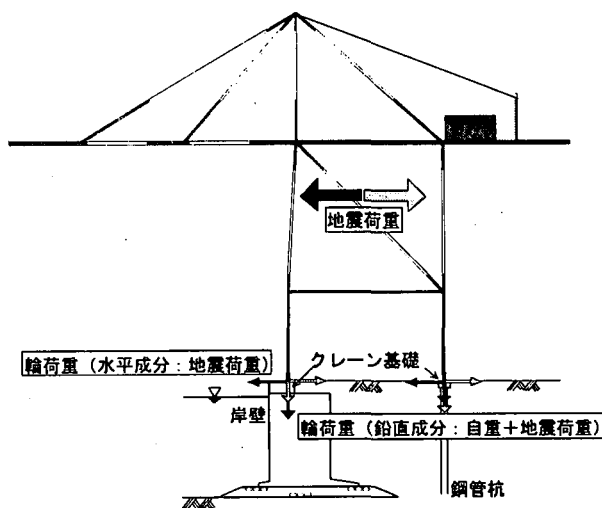 地震荷重
輪荷重（水平成分：地震荷重）
クレーン基礎
岸壁
輪荷重（鉛直成分：自重＋地震荷重）
鋼管杭